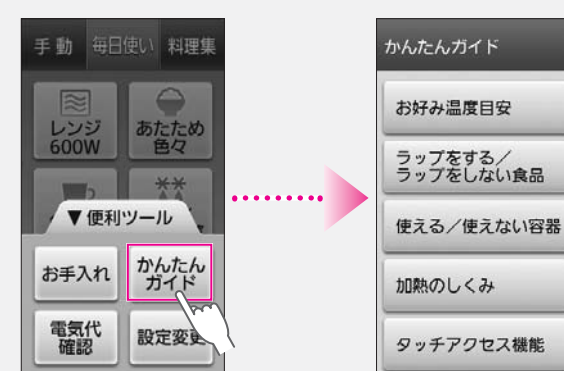 手動 毎日使い 料理集
レンジ
600W
あたため
色々
▼便利ツール
お手入れ
かんたん
ガイド
電気代
確認
設定変更
かんたんガイド
お好み温度目安
ラップをする／
ラップをしない食品
使える／使えない容器
加熱のしくみ
タッチアクセス機能